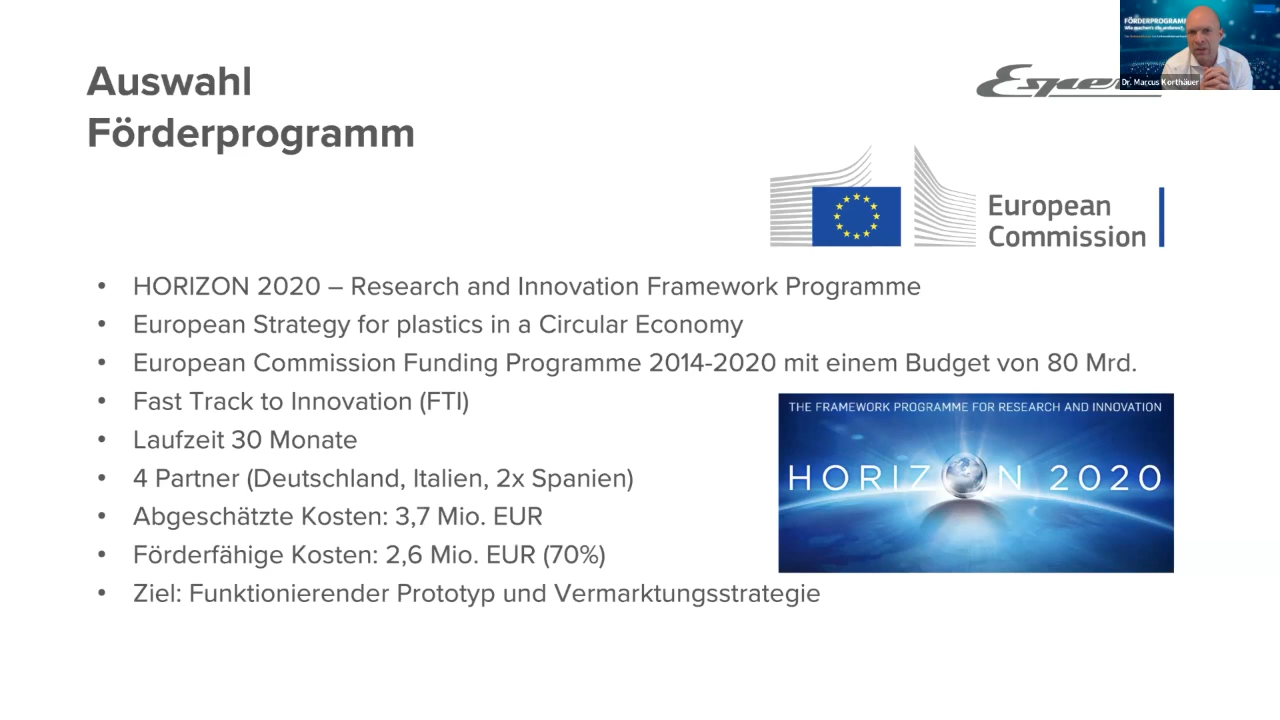 Auswahl
Förderprogramm
FÖRDERPROGRAMM
Dr. Marcus Korthäuer
European
Commission
• HORIZON 2020 – Research and Innovation Framework Programme
• European Strategy for plastics in a Circular Economy
• European Commission Funding Programme 2014-2020 mit einem Budget von 80 Mrd.
• Fast Track to Innovation (FTI)
• Laufzeit 30 Monate
• 4 Partner (Deutschland, Italien, 2x Spanien)
• Abgeschätzte Kosten: 3,7 Mio. EUR
• Förderfähige Kosten: 2,6 Mio. EUR (70%)
• Ziel: Funktionierender Prototyp und Vermarktungsstrategie
THE FRAMEWORK PROGRAMME FOR RESEARCH AND INNOVATION
HORIZON 2020